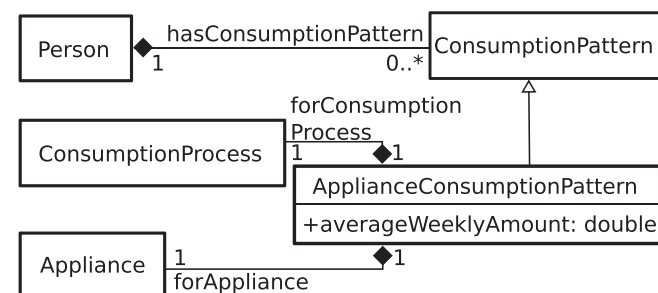 hasConsumptionPattern
Person
ConsumptionPattern
1
0..*
forConsumption
Process
ConsumptionProcess
1
1
ApplianceConsumptionPattern
+averageWeeklyAmount: double
Appliance
1
1
forAppliance